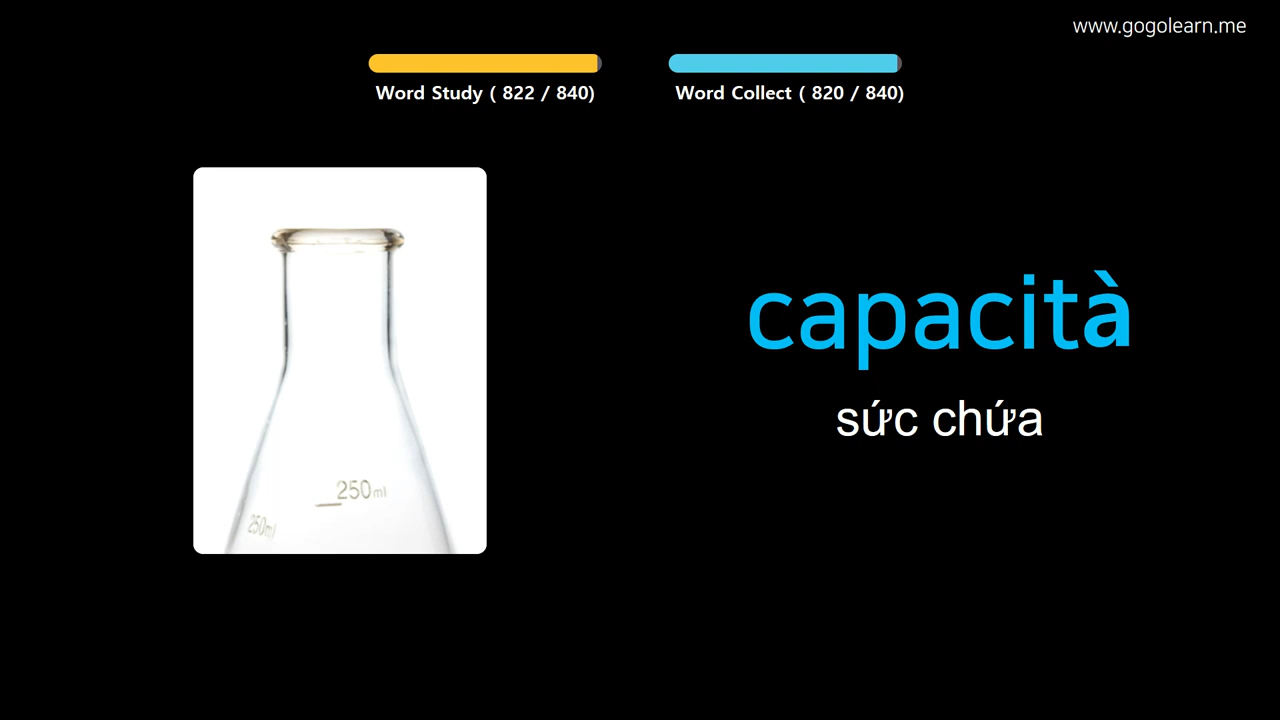 www.gogolearn.me
Word Study ( 822 / 840)
Word Collect ( 820 / 840)
capacità
sức chứa
250ml
250ml